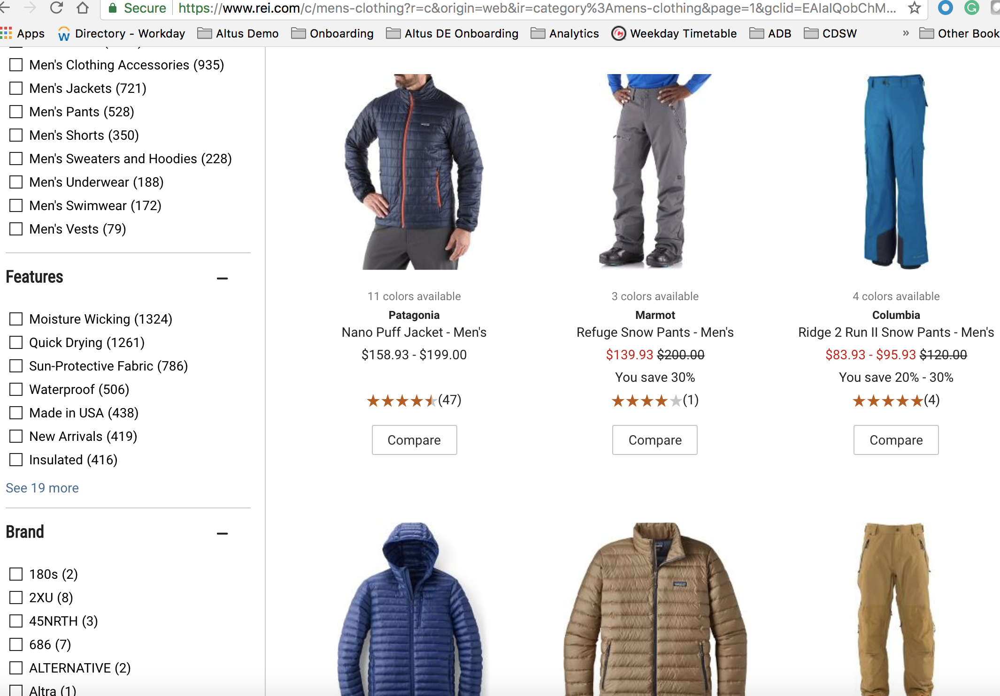 Secure https://www.rei.com/c/mens-clothing?r=c&origin=web&ir=category%3Amens-clothing&page=1&gclid=EAIaIQobChM...
Apps Directory - Workday Altus Demo Onboarding Altus DE Onboarding Analytics Weekday Timetable ADB CDSW » Other Book
Men's Clothing Accessories (935)
Men's Jackets (721)
Men's Pants (528)
Men's Shorts (350)
Men's Sweaters and Hoodies (228)
Men's Underwear (188)
Men's Swimwear (172)
Men's Vests (79)
Features
Moisture Wicking (1324)
Quick Drying (1261)
Sun-Protective Fabric (786)
Waterproof (506)
Made in USA (438)
New Arrivals (419)
Insulated (416)
See 19 more
Brand
180s (2)
2XU (8)
45NRTH (3)
686 (7)
ALTERNATIVE (2)
Altra (1)
11 colors available
Patagonia
Nano Puff Jacket - Men's
$158.93 - $199.00
(47)
Compare
3 colors available
Marmot
Refuge Snow Pants - Men's
$139.93 $200.00
You save 30%
(1)
Compare
4 colors available
Columbia
Ridge 2 Run II Snow Pants - Men's
$83.93 - $95.93 $120.00
You save 20% - 30%
(4)
Compare